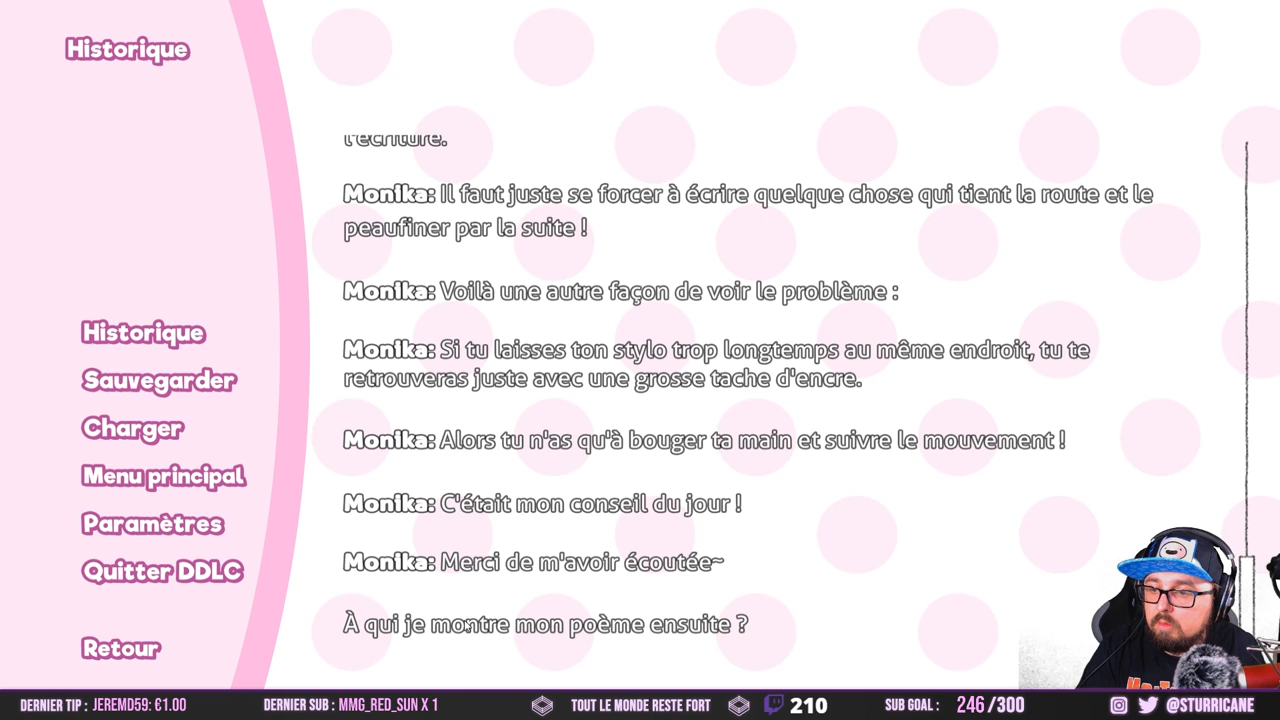 Historique
l'écriture.
Monika: Il faut juste se forcer à écrire quelque chose qui tient la route et le
peaufiner par la suite !
Monika: Voilà une autre façon de voir le problème :
Monika: Si tu laisses ton stylo trop longtemps au même endroit, tu te
retrouveras juste avec une grosse tache d'encre.
Monika: Alors tu n'as qu'à bouger ta main et suivre le mouvement !
Monika: C'était mon conseil du jour !
Monika: Merci de m'avoir écoutée~
À qui je montre mon poème ensuite ?
Historique
Sauvegarder
Charger
Menu principal
Paramètres
Quitter DDLC
Retour
DERNIER TIP : JEREMD59: €1.00
DERNIER SUB : MMG_RED_SUN X 1
TOUT LE MONDE RESTE FORT
210
SUB GOAL : 246/300
@STURRICANE